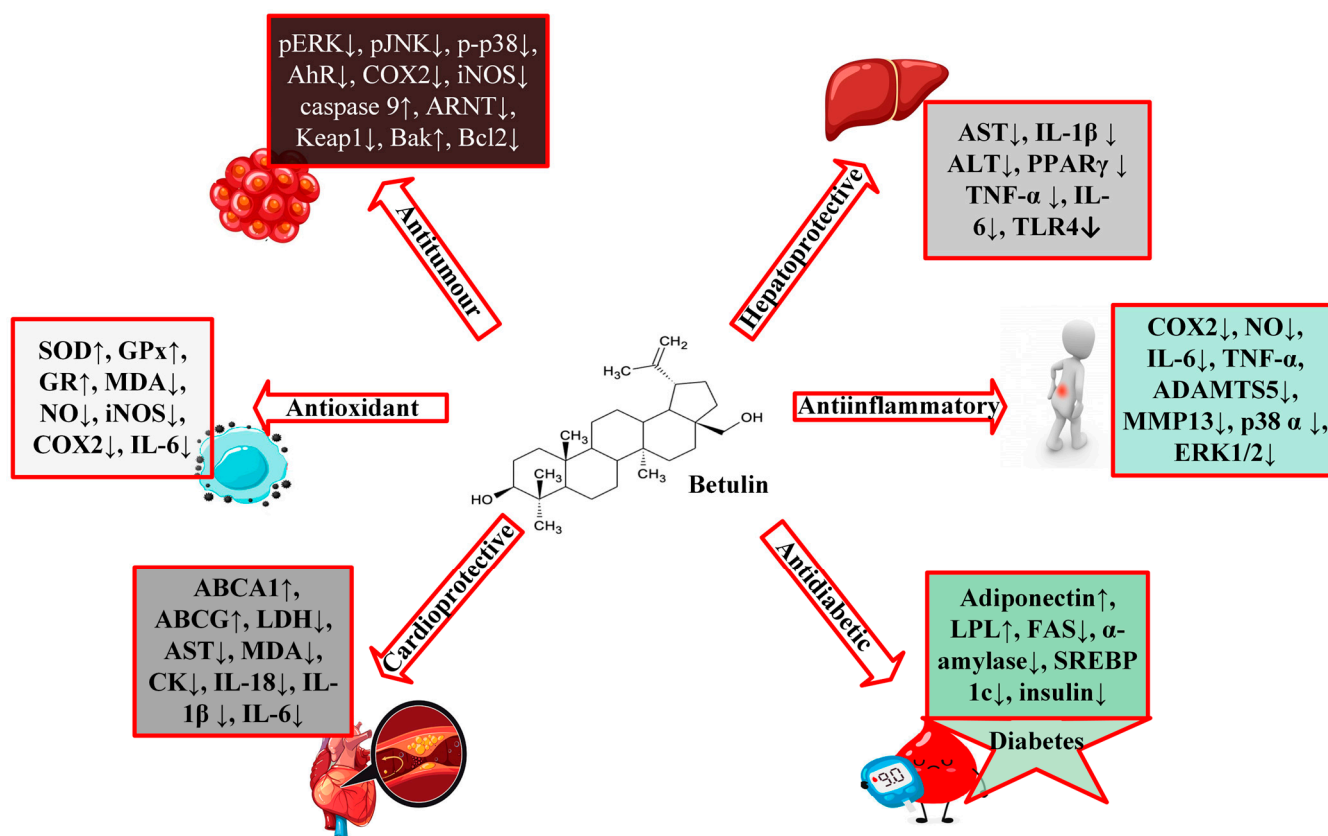 pERK↓, pJNK↓, p-p38↓,
AhR↓, COX2↓, iNOS↓
caspase 9↑, ARNT↓,
Keap1↓, Bak↑, Bcl2↓
Antitumour
AST↓, IL-1β ↓
ALT↓, PPARγ ↓
TNF-α ↓, IL-
6↓, TLR4↓
Hepatoprotective
SOD↑, GPx↑,
GR↑, MDA↓,
NO↓, iNOS↓,
COX2↓, IL-6↓
Antioxidant
COX2↓, NO↓,
IL-6↓, TNF-α,
ADAMTS5↓,
MMP13↓, p38 α ↓,
ERK1/2↓
Antiinflammatory
CH₂
H₃C
OH
CH₃
CH₃
CH₃
HO
H₃C
CH₃
Betulin
ABCA1↑,
ABCG↑, LDH↓,
AST↓, MDA↓,
CK↓, IL-18↓, IL-
1β ↓, IL-6↓
Cardioprotective
Adiponectin↑,
LPL↑, FAS↓, α-
amylase↓, SREBP
1c↓, insulin↓
Antidiabetic
Diabetes
9.0